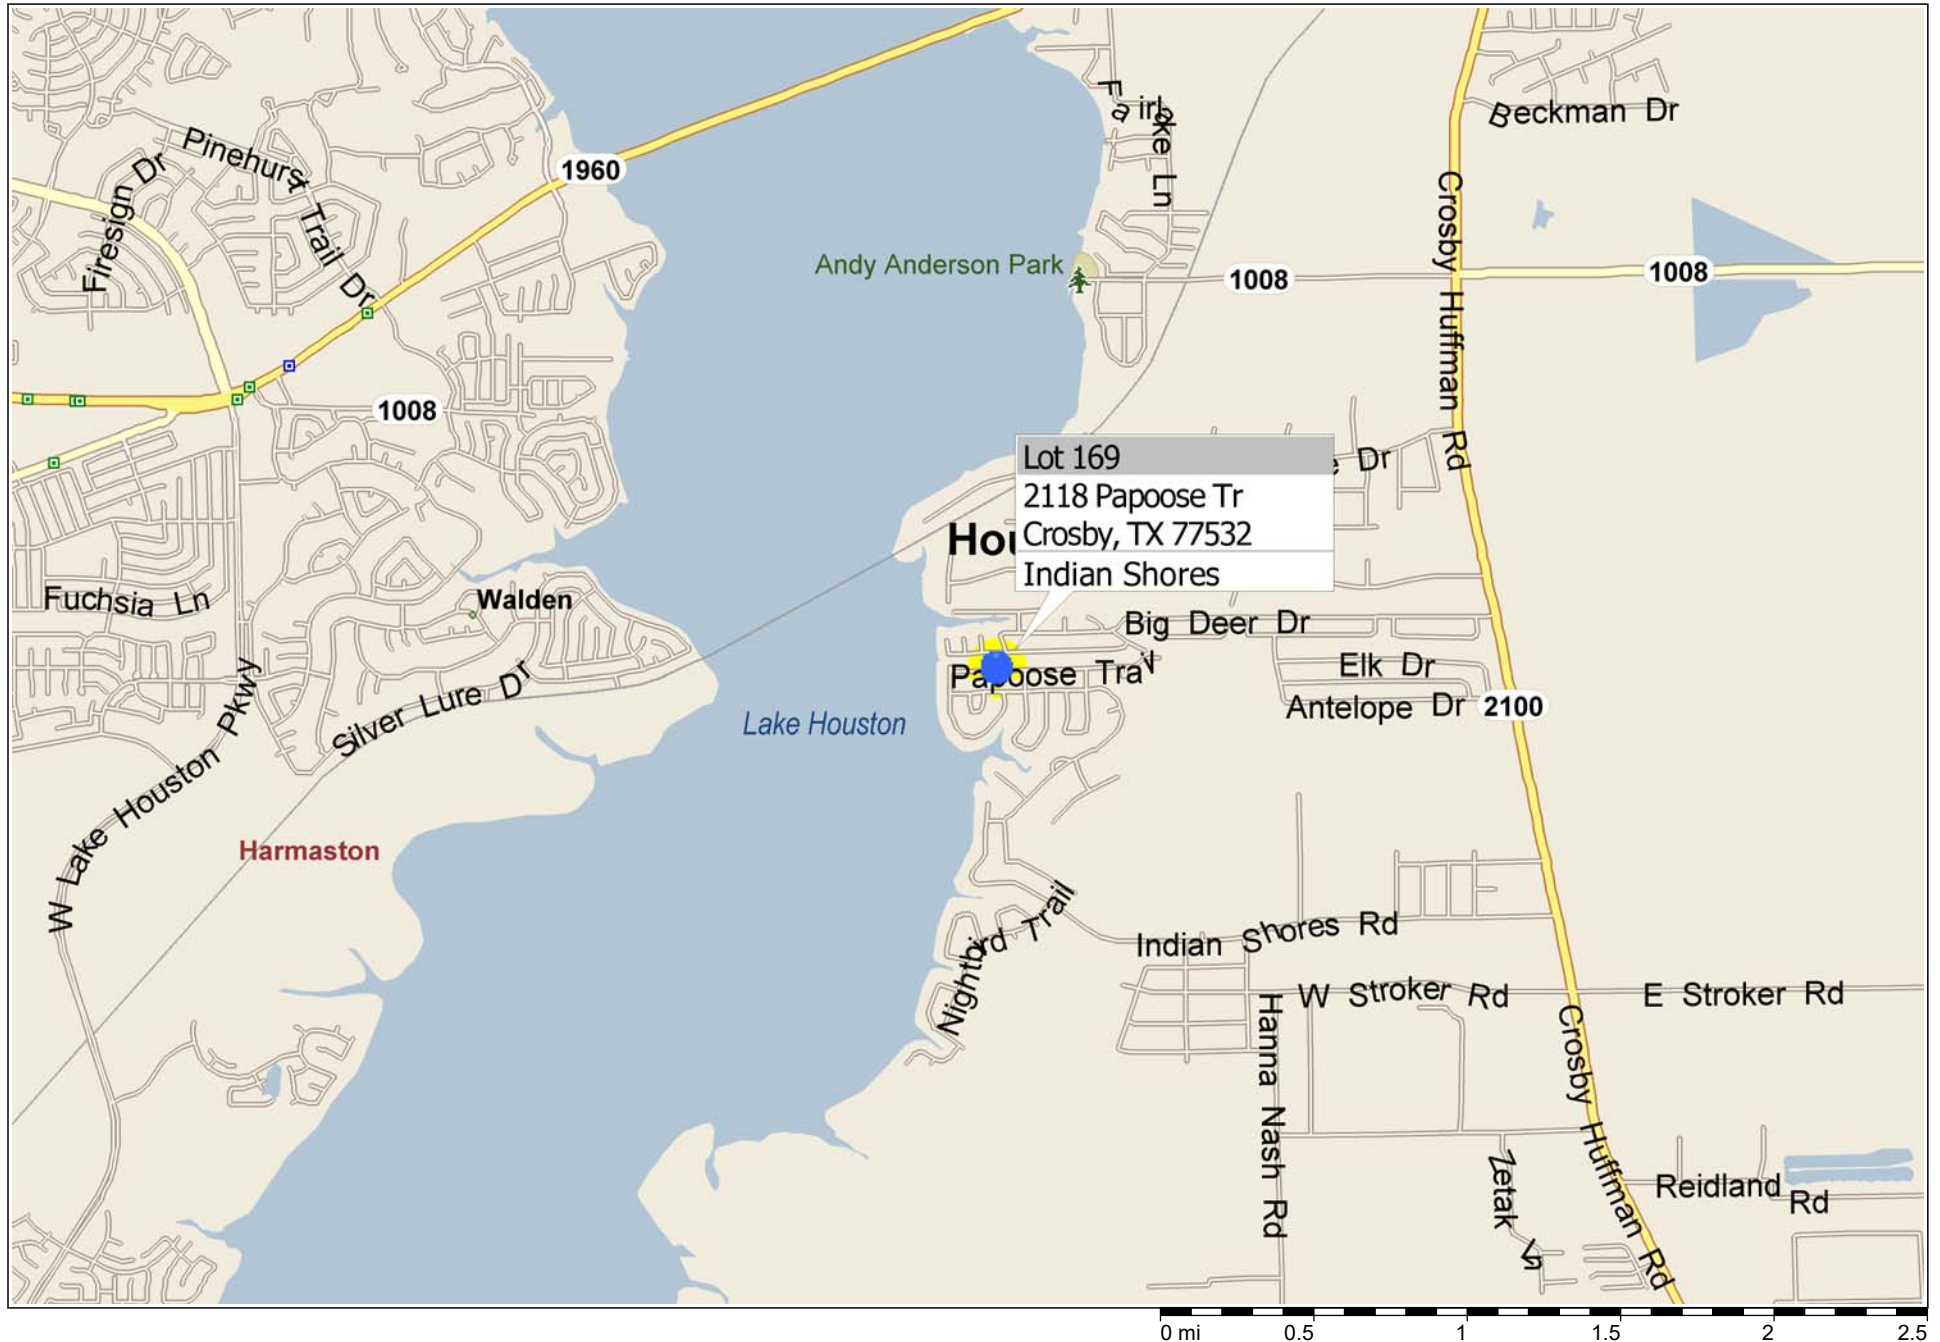 Fairlake Ln
Beckman Dr
Pinehurst Trail Dr
Firesign Dr
1960
Crosby Huffman Rd
Andy Anderson Park
1008
1008
1008
Lot 169
2118 Papoose Tr
Crosby, TX 77532
Indian Shores
Dr
Fuchsia Ln
Walden
Big Deer Dr
Elk Dr
Papoose Trail
Antelope Dr
2100
Silver Lure Dr
Lake Houston
W Lake Houston Pkwy
Harmaston
Nightbird Trail
Indian Shores Rd
W Stroker Rd
E Stroker Rd
Hanna Nash Rd
Crosby Huffman Rd
Zetak Ln
Reidland Rd
0 mi 0.5 1 1.5 2 2.5